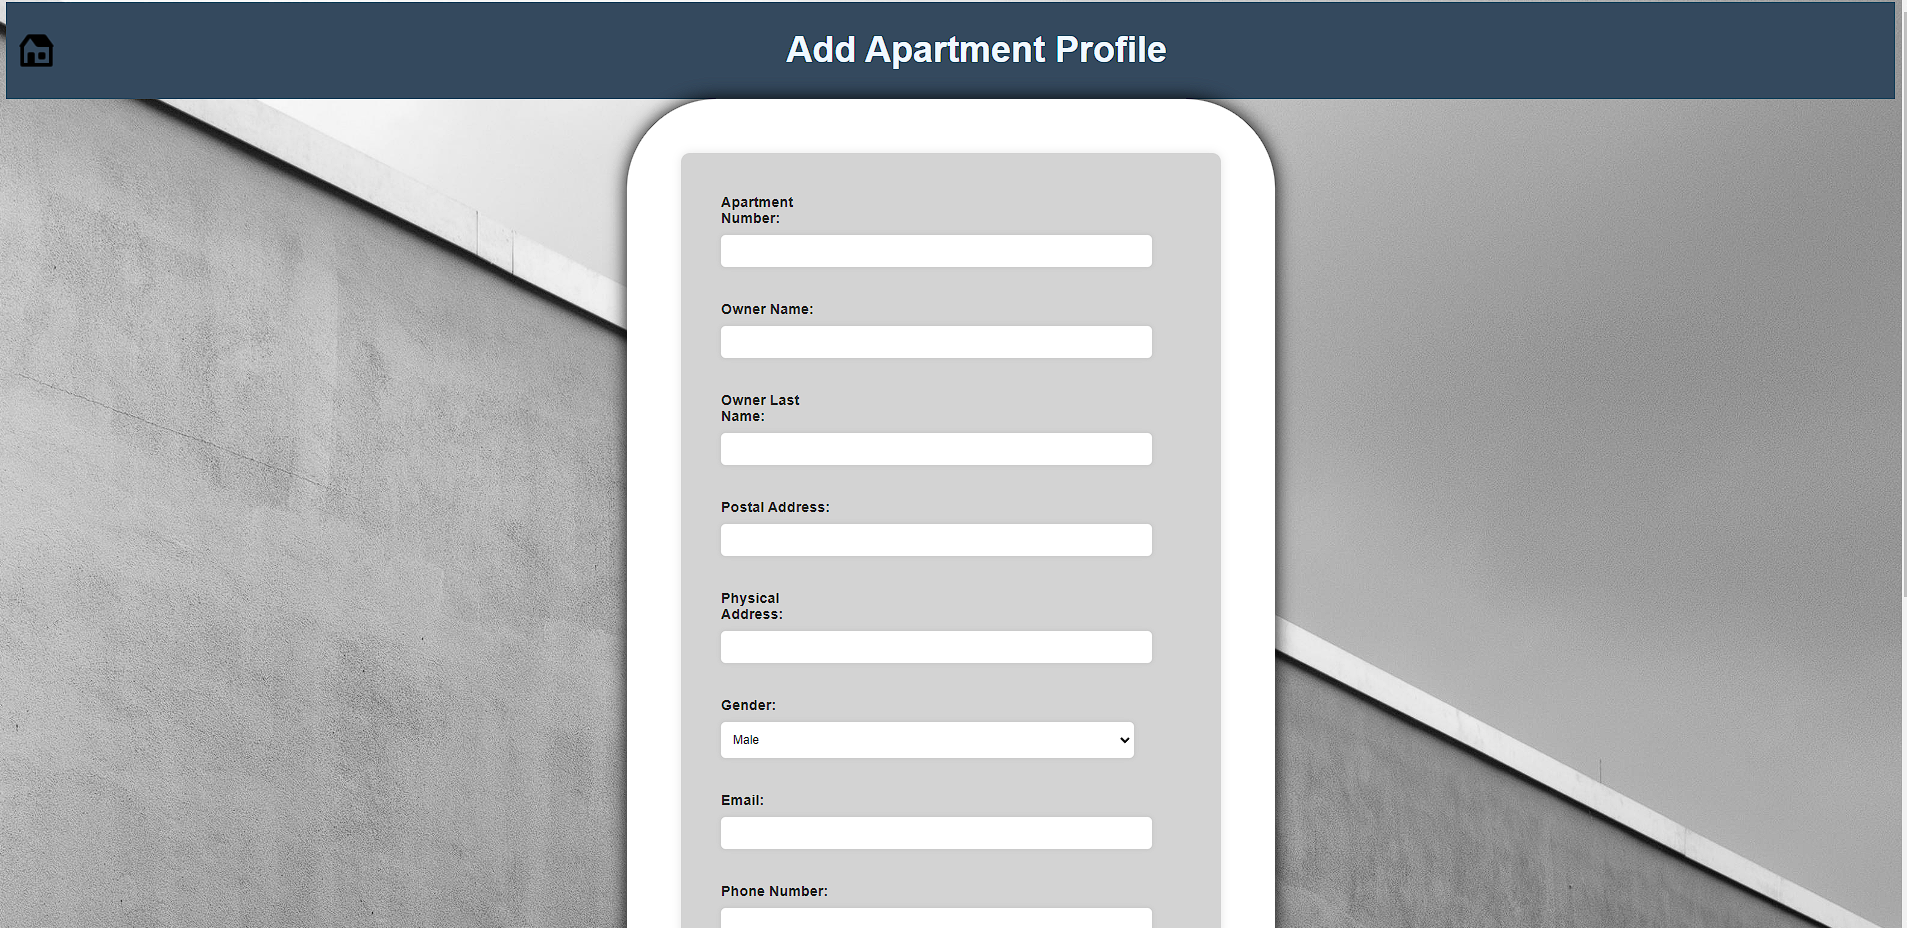 Add Apartment Profile
Apartment
Number:
Owner Name:
Owner Last
Name:
Postal Address:
Physical
Address:
Gender:
Male
Email:
Phone Number: